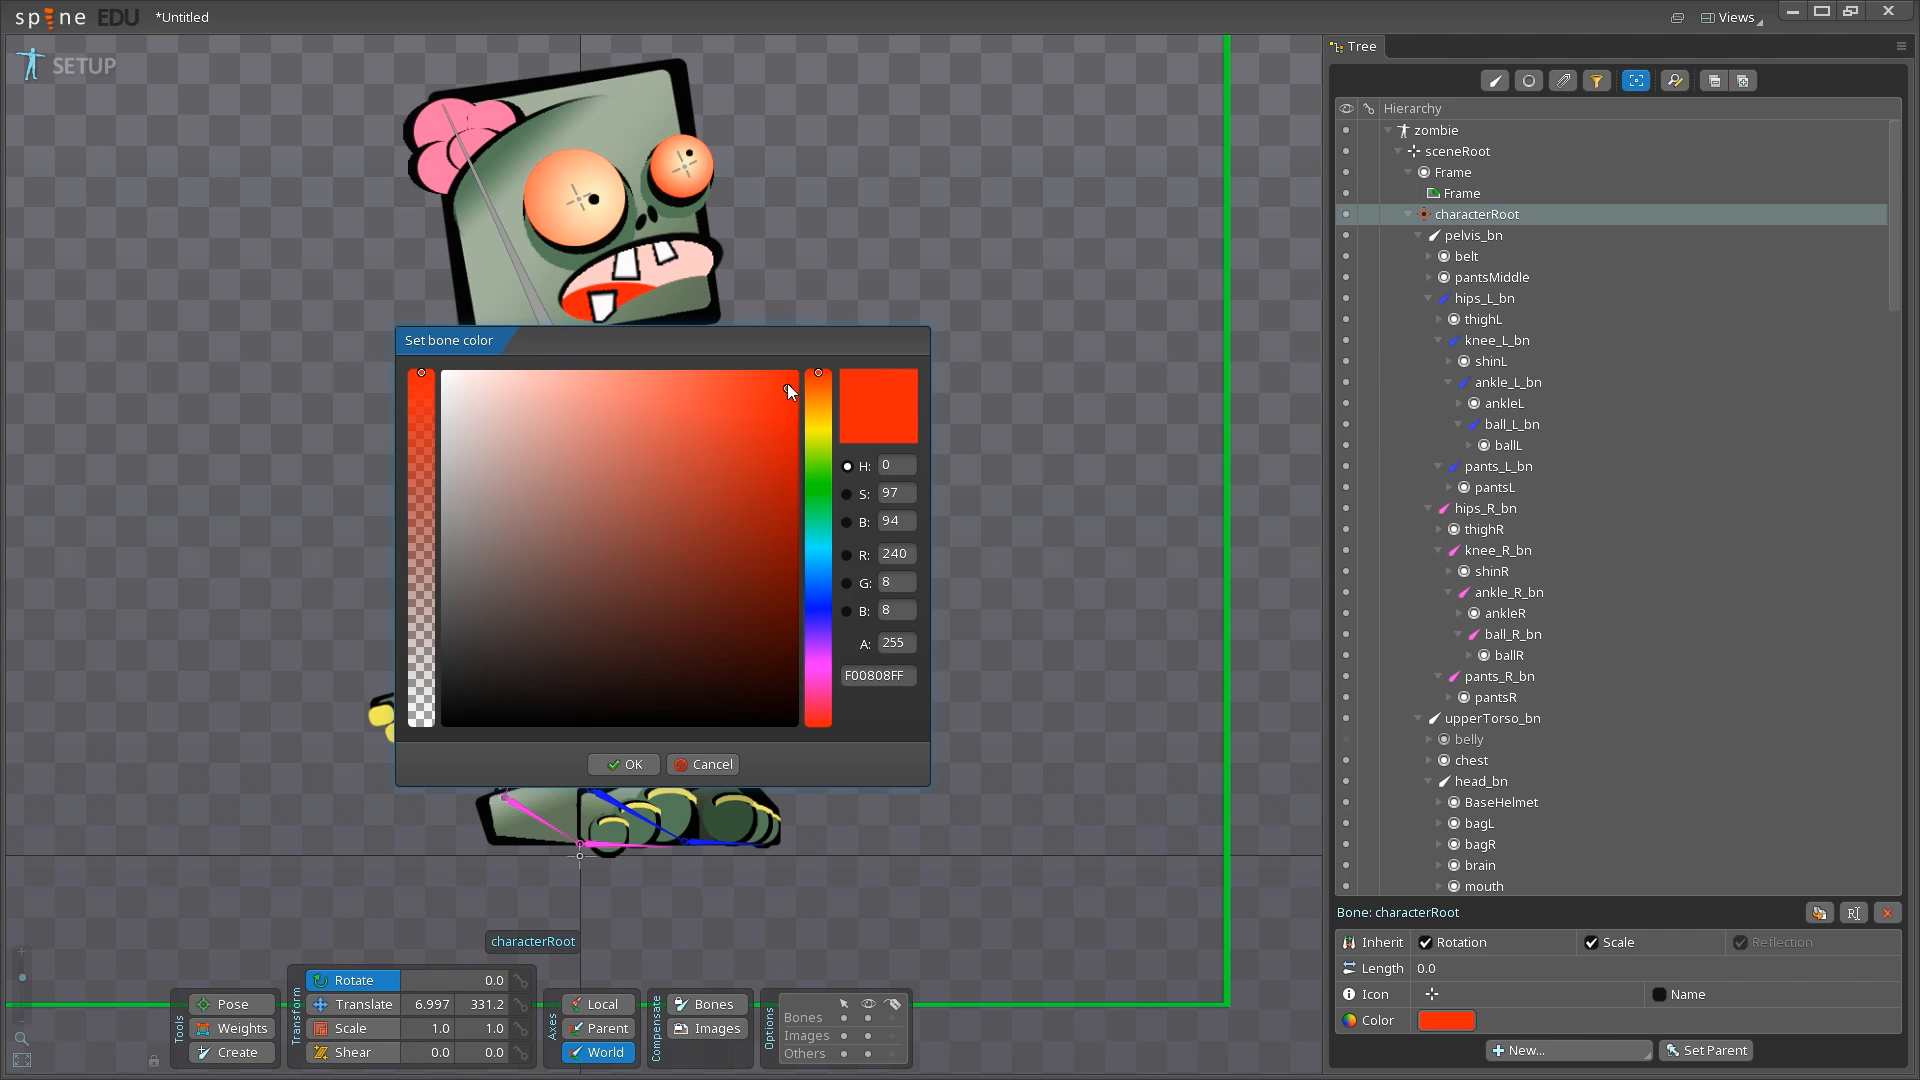 spine EDU
*Untitled
Views
SETUP
Tree
Hierarchy
zombie
sceneRoot
Frame
Frame
characterRoot
pelvis_bn
belt
pantsMiddle
hips_L_bn
thighL
knee_L_bn
shinL
ankle_L_bn
ankleL
ball_L_bn
ballL
pants_L_bn
pantsL
hips_R_bn
thighR
knee_R_bn
shinR
ankle_R_bn
ankleR
ball_R_bn
ballR
pants_R_bn
pantsR
upperTorso_bn
belly
chest
head_bn
BaseHelmet
bagL
bagR
brain
mouth
Set bone color
H: 0
S: 97
B: 94
R: 240
G: 8
B: 8
A: 255
F00808FF
OK
Cancel
characterRoot
Tools
Pose
Weights
Create
Transform
Rotate 0.0
Translate 6.997 331.2
Scale 1.0 1.0
Shear 0.0 0.0
Axes
Local
Parent
World
Compensate
Bones
Images
Options
Bones
Images
Others
Bone: characterRoot
Inherit Rotation Scale Reflection
Length 0.0
Icon Name
Color
New...
Set Parent